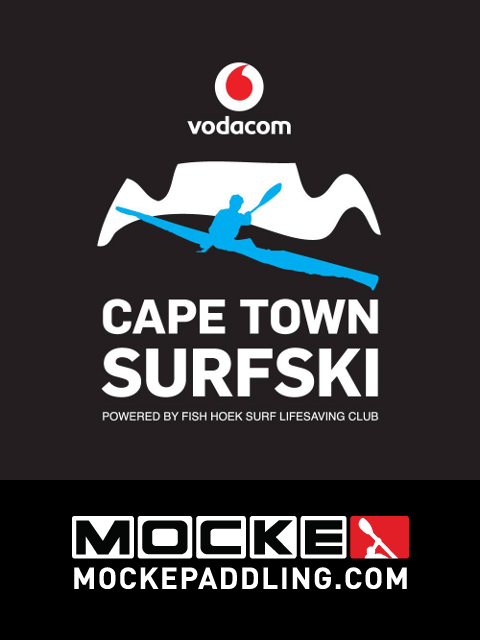 vodacom
CAPE TOWN
SURFSKI
POWERED BY FISH HOEK SURF LIFESAVING CLUB
MOCKE
MOCKEPADDLING.COM